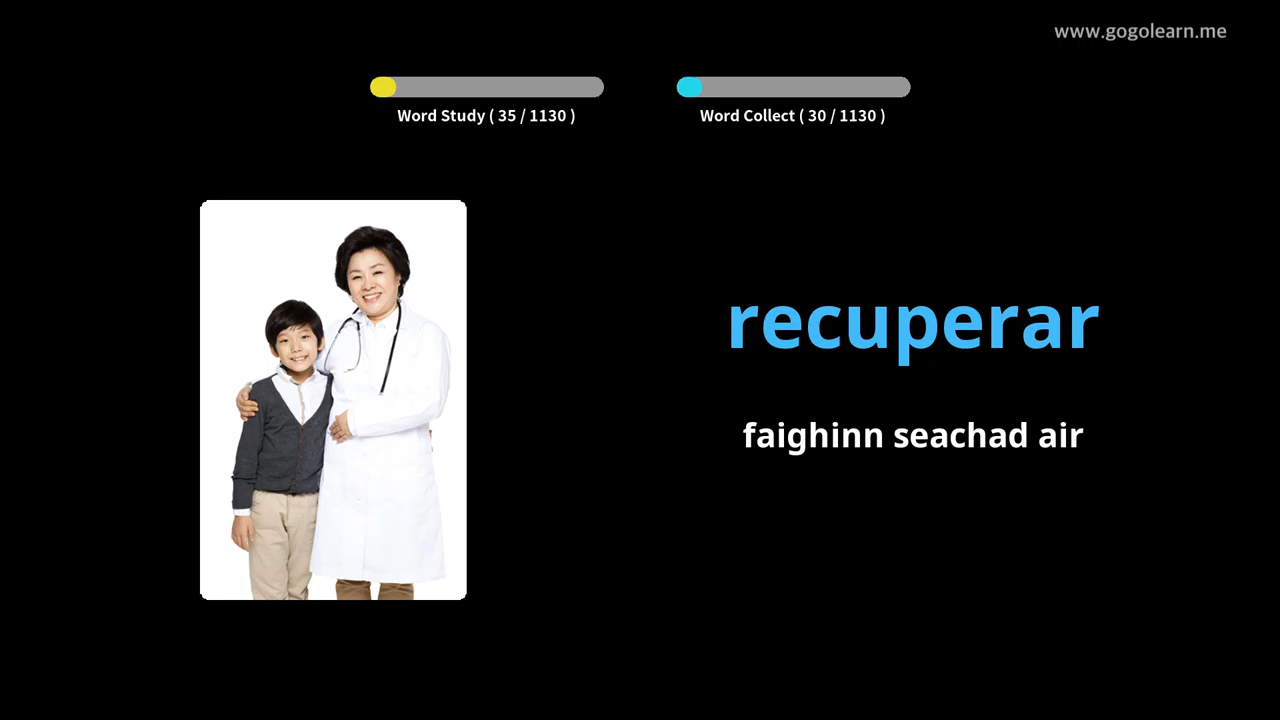 www.gogolearn.me
Word Study ( 35 / 1130 )
Word Collect ( 30 / 1130 )
recuperar
faighinn seachad air